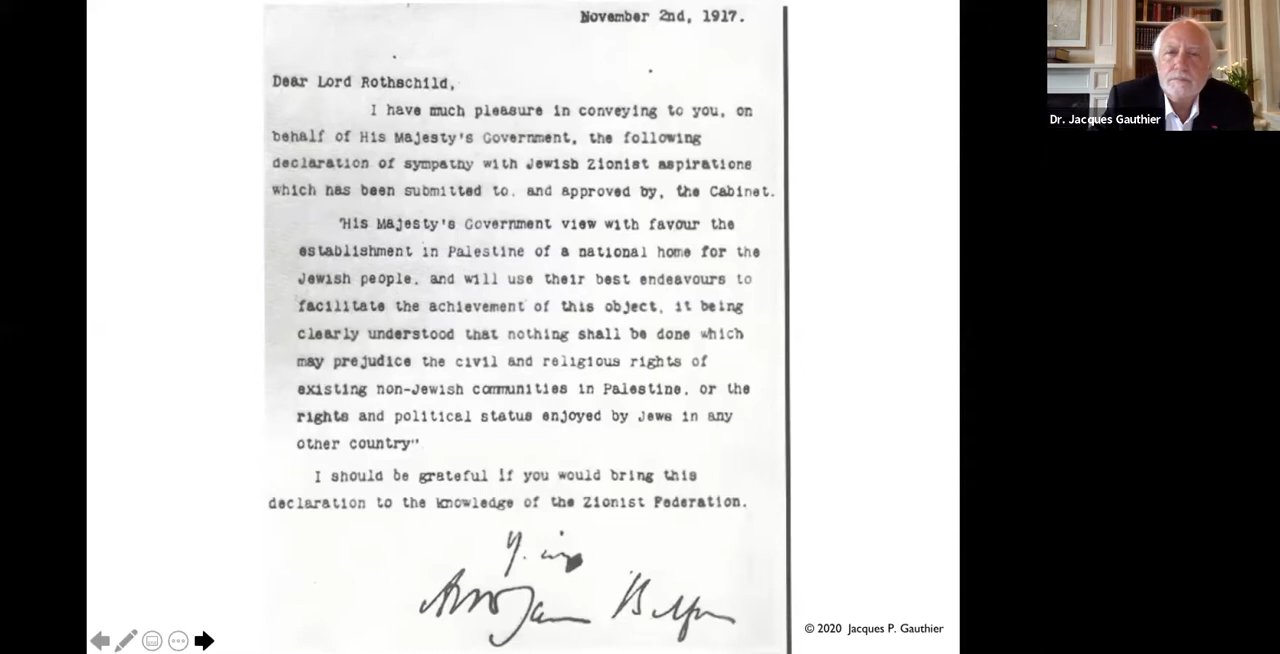 November 2nd, 1917.
Dear Lord Rothschild,
I have much pleasure in conveying to you, on
behalf of His Majesty's Government, the following
declaration of sympathy with Jewish Zionist aspirations
which has been submitted to, and approved by, the Cabinet.
"His Majesty's Government view with favour the
establishment in Palestine of a national home for the
Jewish people, and will use their best endeavours to
facilitate the achievement of this object, it being
clearly understood that nothing shall be done which
may prejudice the civil and religious rights of
existing non-Jewish communities in Palestine, or the
rights and political status enjoyed by Jews in any
other country"
I should be grateful if you would bring this
declaration to the knowledge of the Zionist Federation.
Arthur James Balfour
© 2020 Jacques P. Gauthier
Dr. Jacques Gauthier